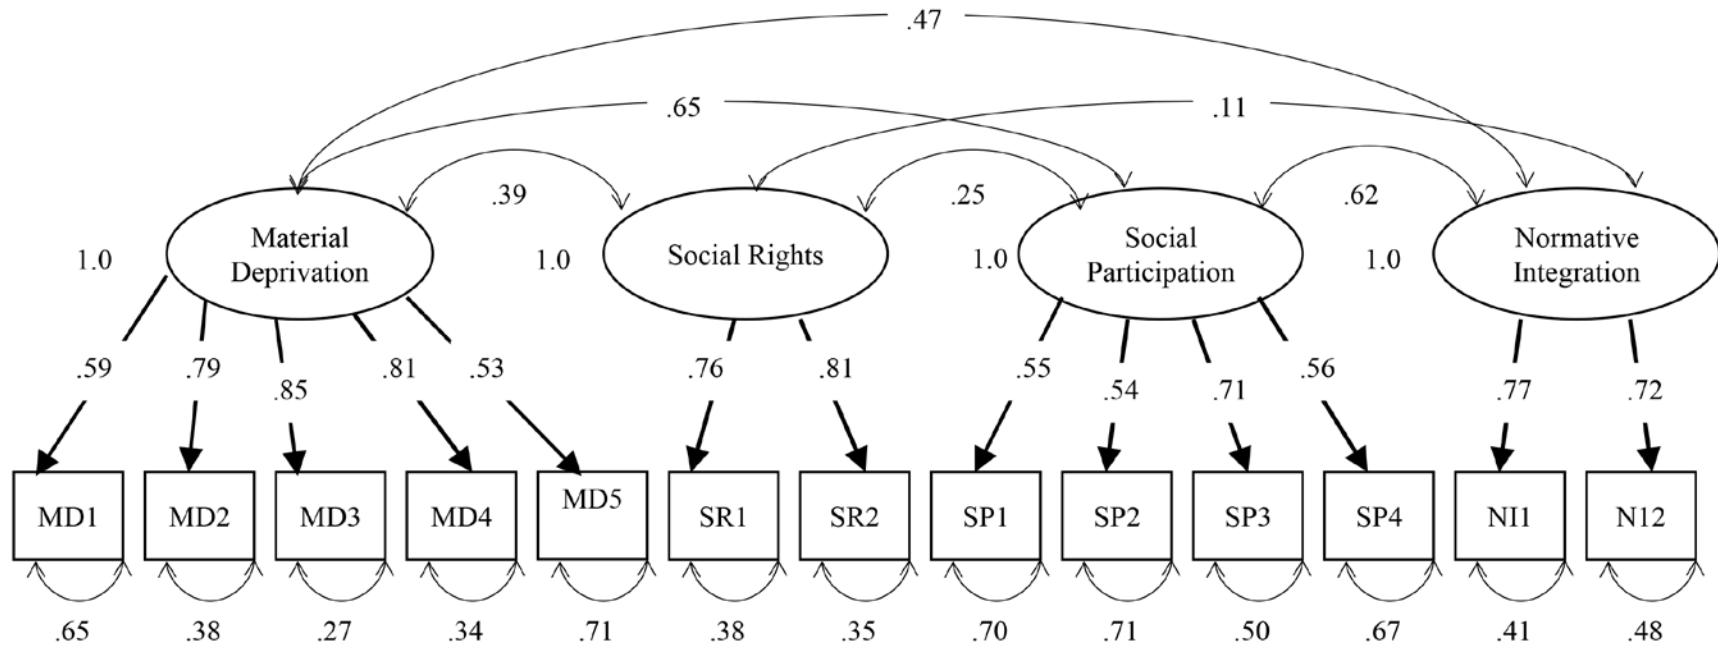 .47
.65
.11
.39
.25
.62
1.0
Material
Deprivation
1.0
Social Rights
1.0
Social
Participation
1.0
Normative
Integration
.59
.79
.85
.81
.53
.76
.81
.55
.54
.71
.56
.77
.72
MD1
MD2
MD3
MD4
MD5
SR1
SR2
SP1
SP2
SP3
SP4
NI1
N12
.65
.38
.27
.34
.71
.38
.35
.70
.71
.50
.67
.41
.48